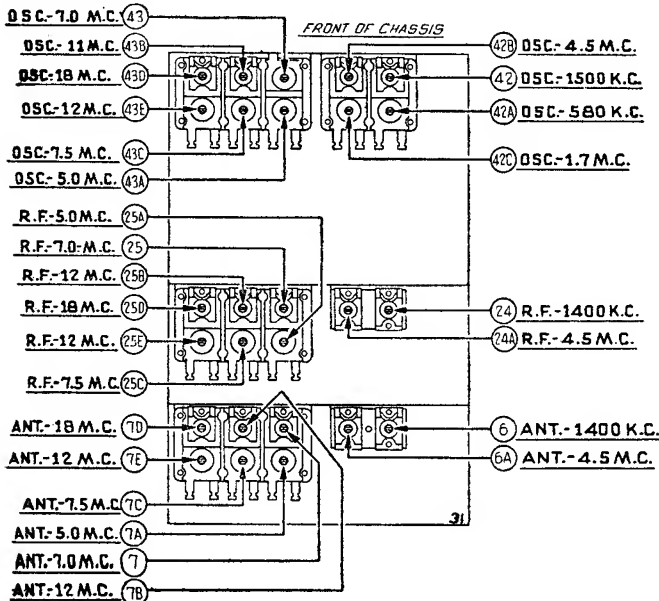 FRONT OF CHASSIS
OSC.-7.0 M.C. 43
OSC.-11 M.C. 43B
OSC.-18 M.C. 43D
OSC.-12 M.C. 43E
OSC.-7.5 M.C. 43C
OSC.-5.0 M.C. 43A
42B OSC.-4.5 M.C.
42 OSC.-1500 K.C.
42A OSC.-580 K.C.
42C OSC.-1.7 M.C.
R.F.-5.0 M.C. 25A
R.F.-7.0-M.C. 25
R.F.-12 M.C. 25B
R.F.-18 M.C. 25D
R.F.-12 M.C. 25E
R.F.-7.5 M.C. 25C
24 R.F.-1400 K.C.
24A R.F.-4.5 M.C.
ANT.-18 M.C. 7D
ANT.-12 M.C. 7E
ANT.-7.5 M.C 7C
ANT.-5.0 M.C. 7A
ANT.-7.0 M.C. 7
ANT.-12 M.C. 7B
6 ANT.-1400 K.C.
6A ANT.-4.5 M.C.
31